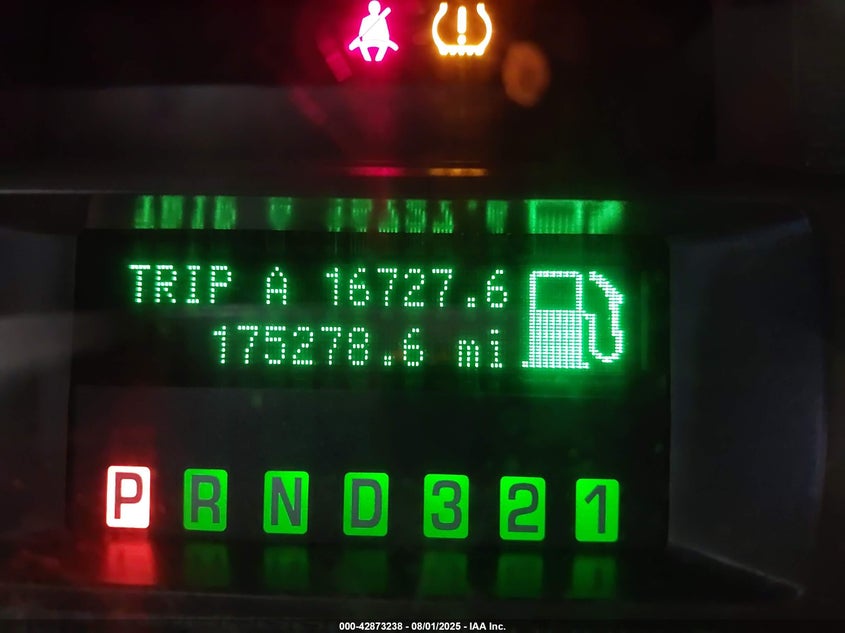 TRIP A 16727.6
175278.6 mi
P R N D 3 2 1
000-42873238 - 08/01/2025 - IAA Inc.